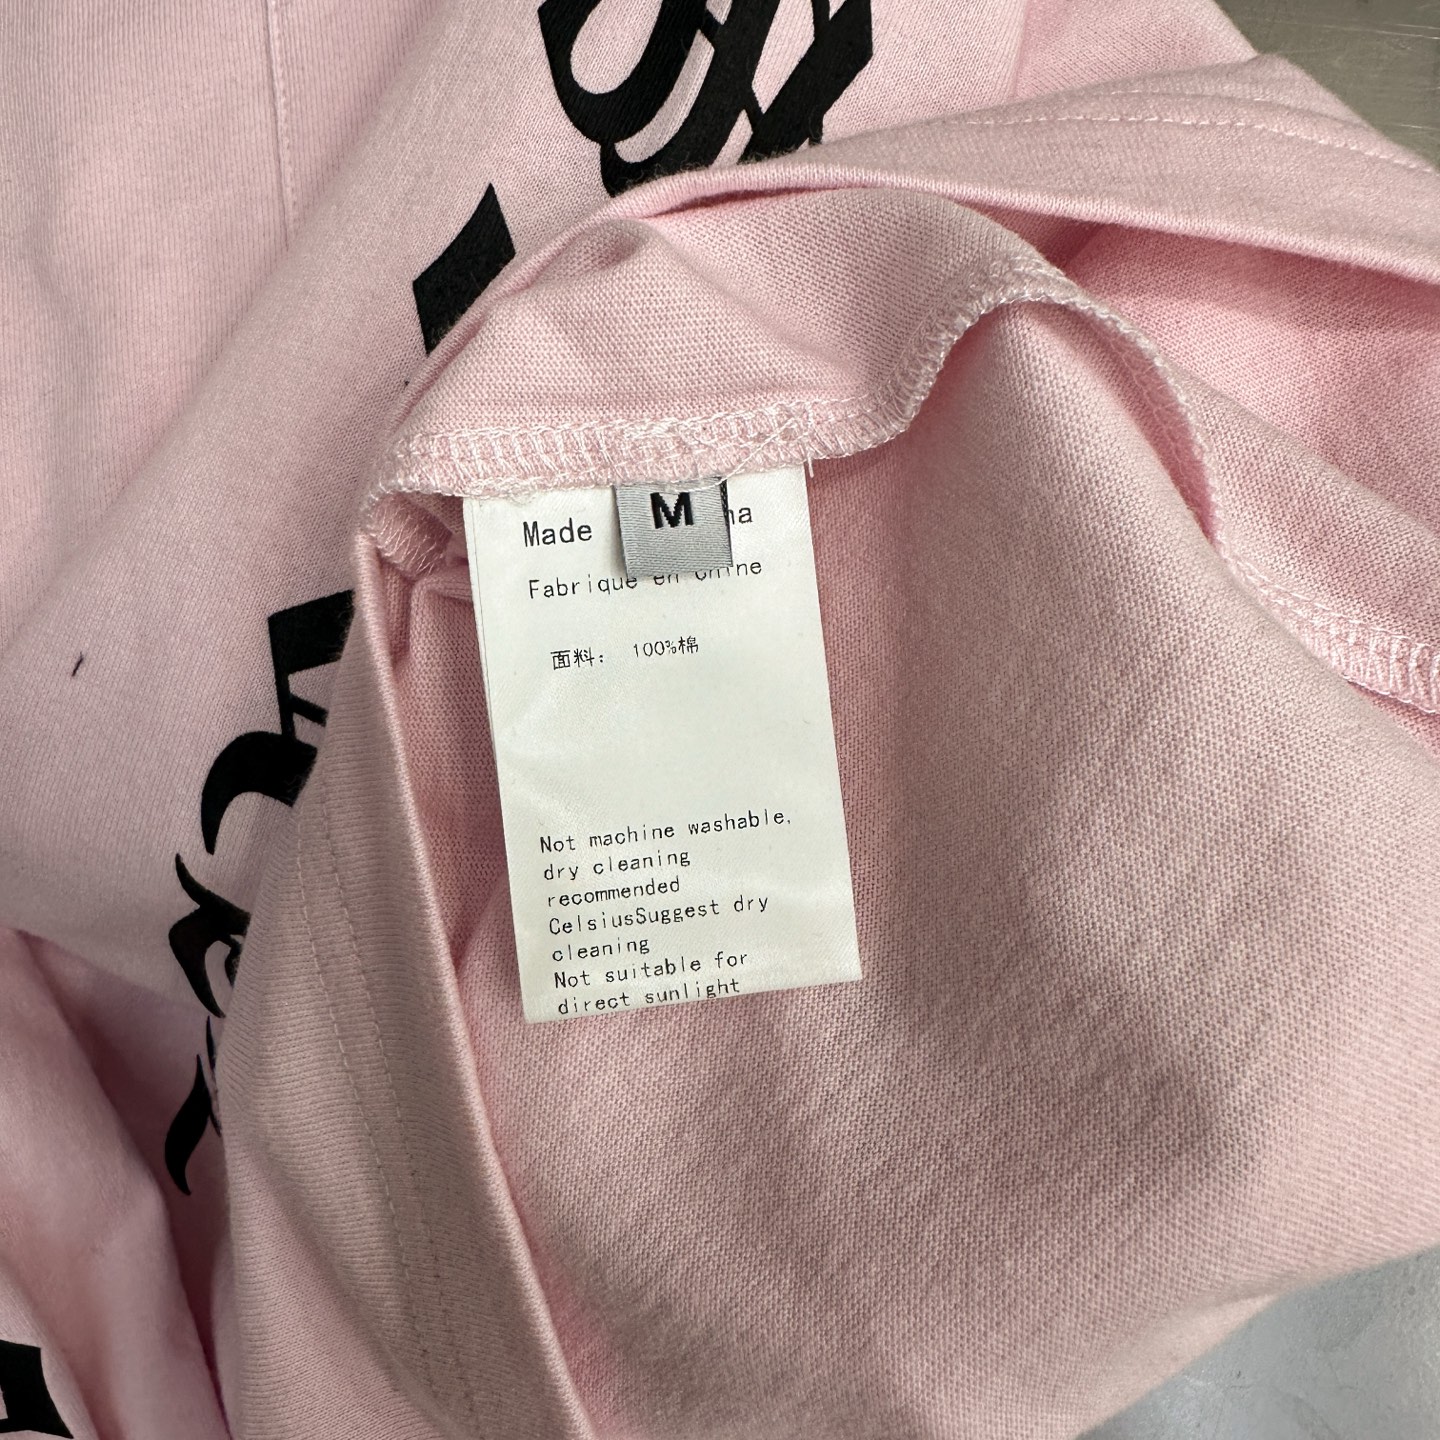 M
Made
Fabrique en Chine
面料： 100%棉
Not machine washable,
dry cleaning
recommended
CelsiusSuggest dry
cleaning
Not suitable for
direct sunlight